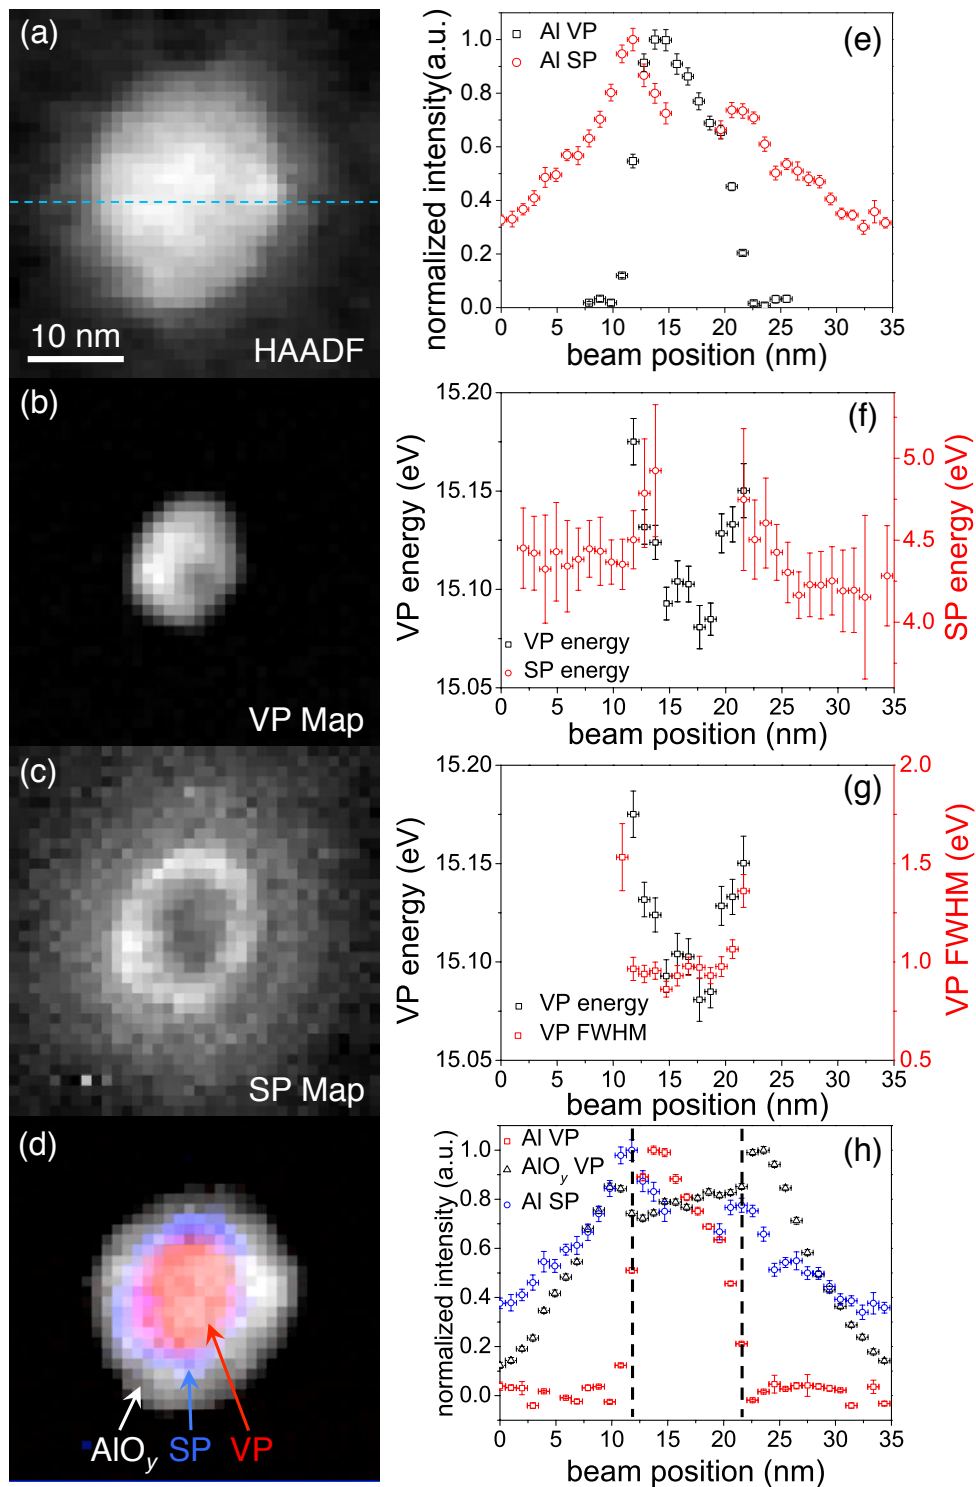 (a)
10 nm
HAADF
(b)
VP Map
(c)
SP Map
(d)
AlOy SP VP
(e)
Al VP
Al SP
normalized intensity(a.u.)
1.0
0.8
0.6
0.4
0.2
0.0
0 5 10 15 20 25 30 35
beam position (nm)
(f)
VP energy (eV)
15.20
15.15
15.10
15.05
SP energy (eV)
5.0
4.5
4.0
VP energy
SP energy
0 5 10 15 20 25 30 35
beam position (nm)
(g)
VP energy (eV)
15.20
15.15
15.10
15.05
VP FWHM (eV)
2.0
1.5
1.0
0.5
VP energy
VP FWHM
0 5 10 15 20 25 30 35
beam position (nm)
(h)
Al VP
AlOy VP
Al SP
normalized intensity (a.u.)
1.0
0.8
0.6
0.4
0.2
0.0
0 5 10 15 20 25 30 35
beam position (nm)